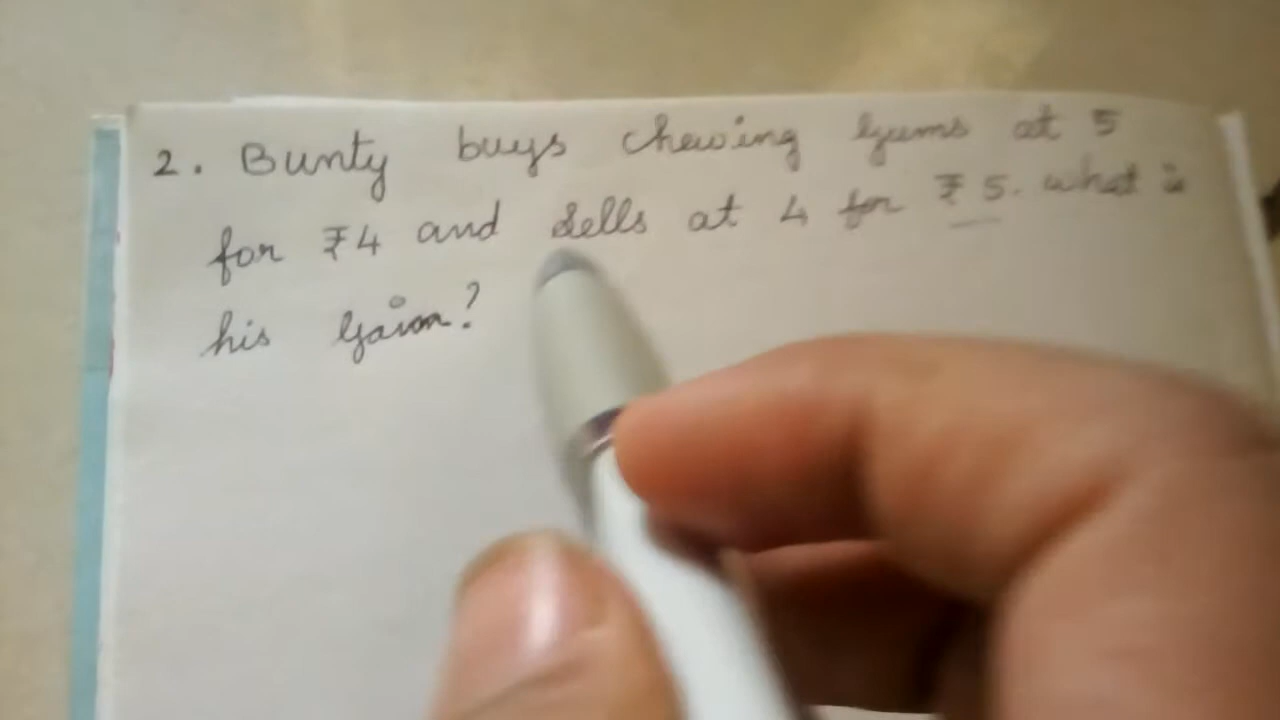 2. Bunty buys chewing gums at 5
for ₹4 and sells at 4 for ₹5. what is
his gain?